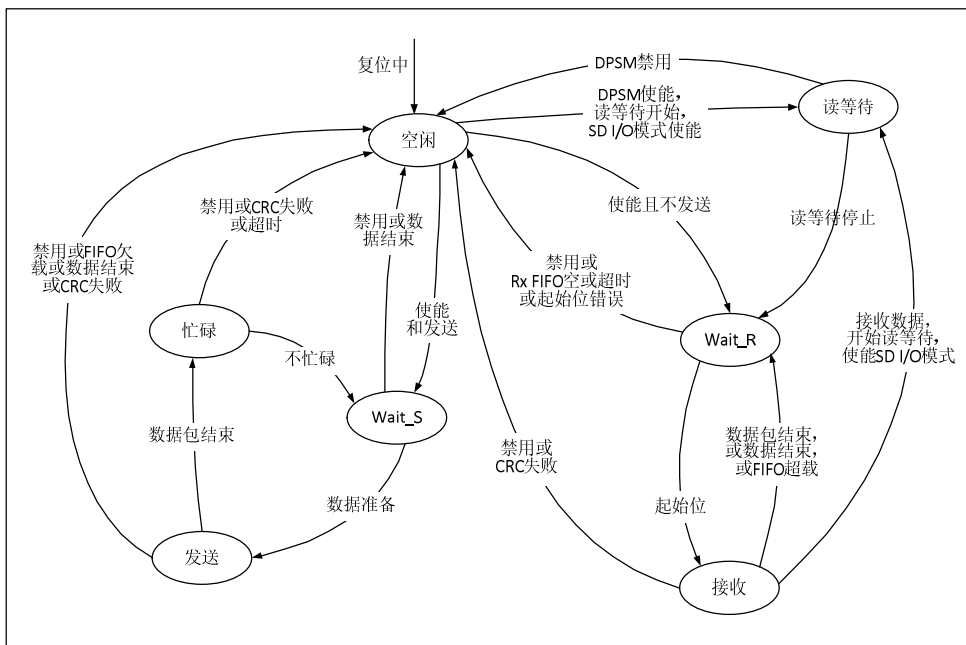 复位中
DPSM禁用
DPSM使能，
读等待开始，
SD I/O模式使能
读等待
空闲
使能且不发送
读等待停止
禁用或CRC失败
或超时
禁用或数
据结束
禁用或FIFO欠
载或数据结束
或CRC失败
禁用或
Rx FIFO空或超时
或起始位错误
使能
和发送
忙碌
不忙碌
Wait_R
接收数据，
开始读等待，
使能SD I/O模式
Wait_S
数据包结束
禁用或
CRC失败
数据包结束，
或数据结束，
或FIFO超载
数据准备
起始位
发送
接收